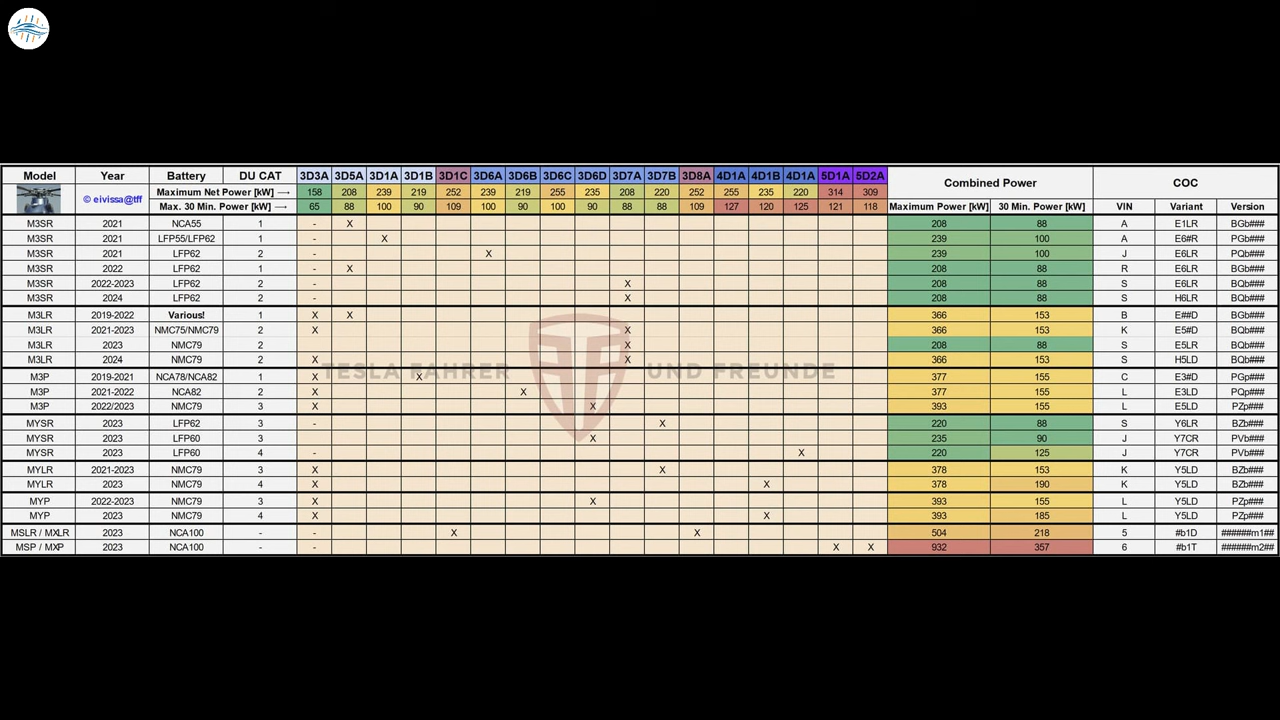 Model Year Battery DU CAT 3D3A 3D5A 3D1A 3D1B 3D1C 3D6A 3D6B 3D6C 3D6D 3D7A 3D7B 3D8A 4D1A 4D1B 4D1A 5D1A 5D2A Combined Power COC
© eivissa@tff Maximum Net Power [kW] → 158 208 239 219 252 239 219 255 235 208 220 252 255 235 220 314 309
Max. 30 Min. Power [kW] → 65 88 100 90 109 100 90 100 90 88 88 109 127 120 125 121 118 Maximum Power [kW] 30 Min. Power [kW] VIN Variant Version
M3SR 2021 NCA55 1 - X 208 88 A E1LR BGb###
M3SR 2021 LFP55/LFP62 1 - X 239 100 A E6#R PGb###
M3SR 2021 LFP62 2 - X 239 100 J E6LR PQb###
M3SR 2022 LFP62 1 - X 208 88 R E6LR BGb###
M3SR 2022-2023 LFP62 2 - X 208 88 S E6LR BQb###
M3SR 2024 LFP62 2 - X 208 88 S H6LR BQb###
M3LR 2019-2022 Various! 1 X X 366 153 B E##D BGb###
M3LR 2021-2023 NMC75/NMC79 2 X X 366 153 K E5#D BQb###
M3LR 2023 NMC79 2 X 208 88 S E5LR BQb###
M3LR 2024 NMC79 2 X X 366 153 S H5LD BQb###
TESLA FAHRER UND FREUNDE
M3P 2019-2021 NCA78/NCA82 1 X X 377 155 C E3#D PGp###
M3P 2021-2022 NCA82 2 X X 377 155 L E3LD PQp###
M3P 2022/2023 NMC79 3 X X 393 155 L E5LD PZp###
MYSR 2023 LFP62 3 - X 220 88 S Y6LR BZb###
MYSR 2023 LFP60 3 X 235 90 J Y7CR PVb###
MYSR 2023 LFP60 4 - X 220 125 J Y7CR PVb###
MYLR 2021-2023 NMC79 3 X X 378 153 K Y5LD BZb###
MYLR 2023 NMC79 4 X X 378 190 K Y5LD BZb###
MYP 2022-2023 NMC79 3 X X 393 155 L Y5LD PZp###
MYP 2023 NMC79 4 X X 393 185 L Y5LD PZp###
MSLR / MXLR 2023 NCA100 - - X X 504 218 5 #b1D ######m1##
MSP / MXP 2023 NCA100 - - X X 932 357 6 #b1T ######m2##